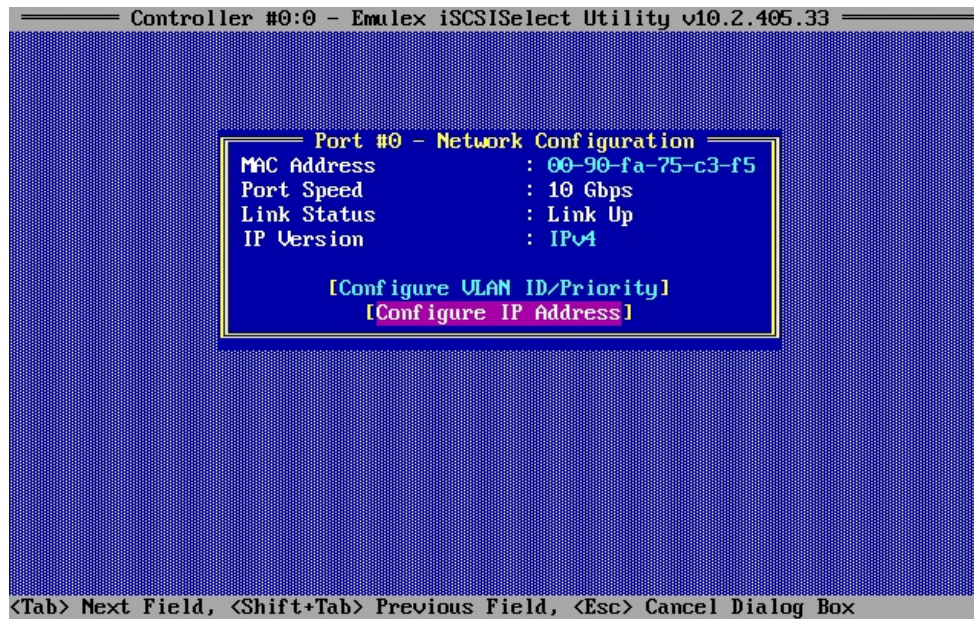 Controller #0:0 - Emulex iSCSISelect Utility v10.2.405.33
Port #0 - Network Configuration
MAC Address : 00-90-fa-75-c3-f5
Port Speed : 10 Gbps
Link Status : Link Up
IP Version : IPv4
[Configure VLAN ID/Priority]
[Configure IP Address]
<Tab> Next Field, <Shift+Tab> Previous Field, <Esc> Cancel Dialog Box